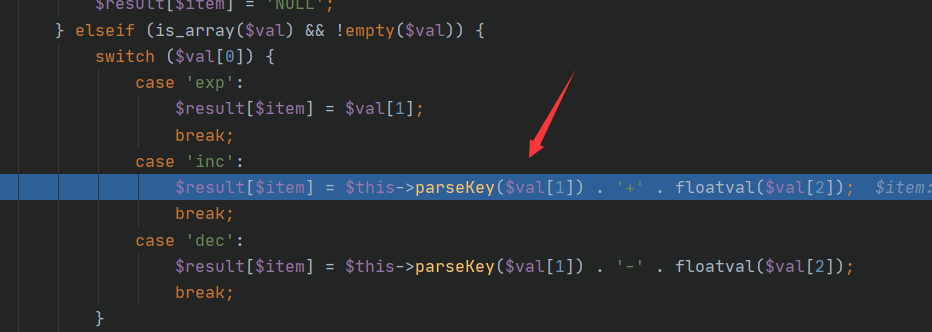 $result[$item] = 'NULL';
} elseif (is_array($val) && !empty($val)) {
switch ($val[0]) {
case 'exp':
$result[$item] = $val[1];
break;
case 'inc':
$result[$item] = $this->parseKey($val[1]) . '+' . floatval($val[2]); $item:
break;
case 'dec':
$result[$item] = $this->parseKey($val[1]) . '-' . floatval($val[2]);
break;
}